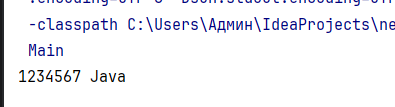 -classpath C:\Users\Админ\IdeaProjects\ne
Main
1234567 Java